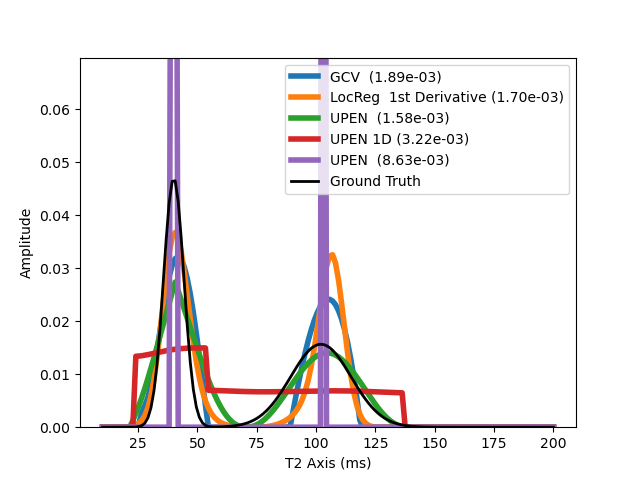 GCV (1.89e-03)
LocReg 1st Derivative (1.70e-03)
UPEN (1.58e-03)
UPEN 1D (3.22e-03)
UPEN (8.63e-03)
Ground Truth
Amplitude
0.06
0.05
0.04
0.03
0.02
0.01
0.00
25 50 75 100 125 150 175 200
T2 Axis (ms)